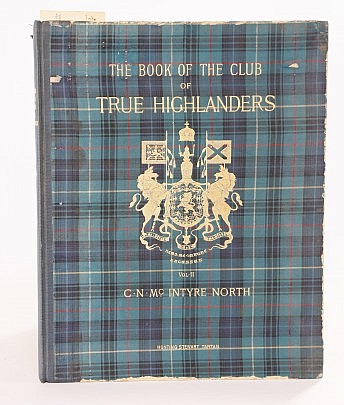 THE BOOK OF THE CLUB
OF
TRUE HIGHLANDERS
VOL·II
C·N·Mc INTYRE·NORTH
HUNTING STEWART TARTAN